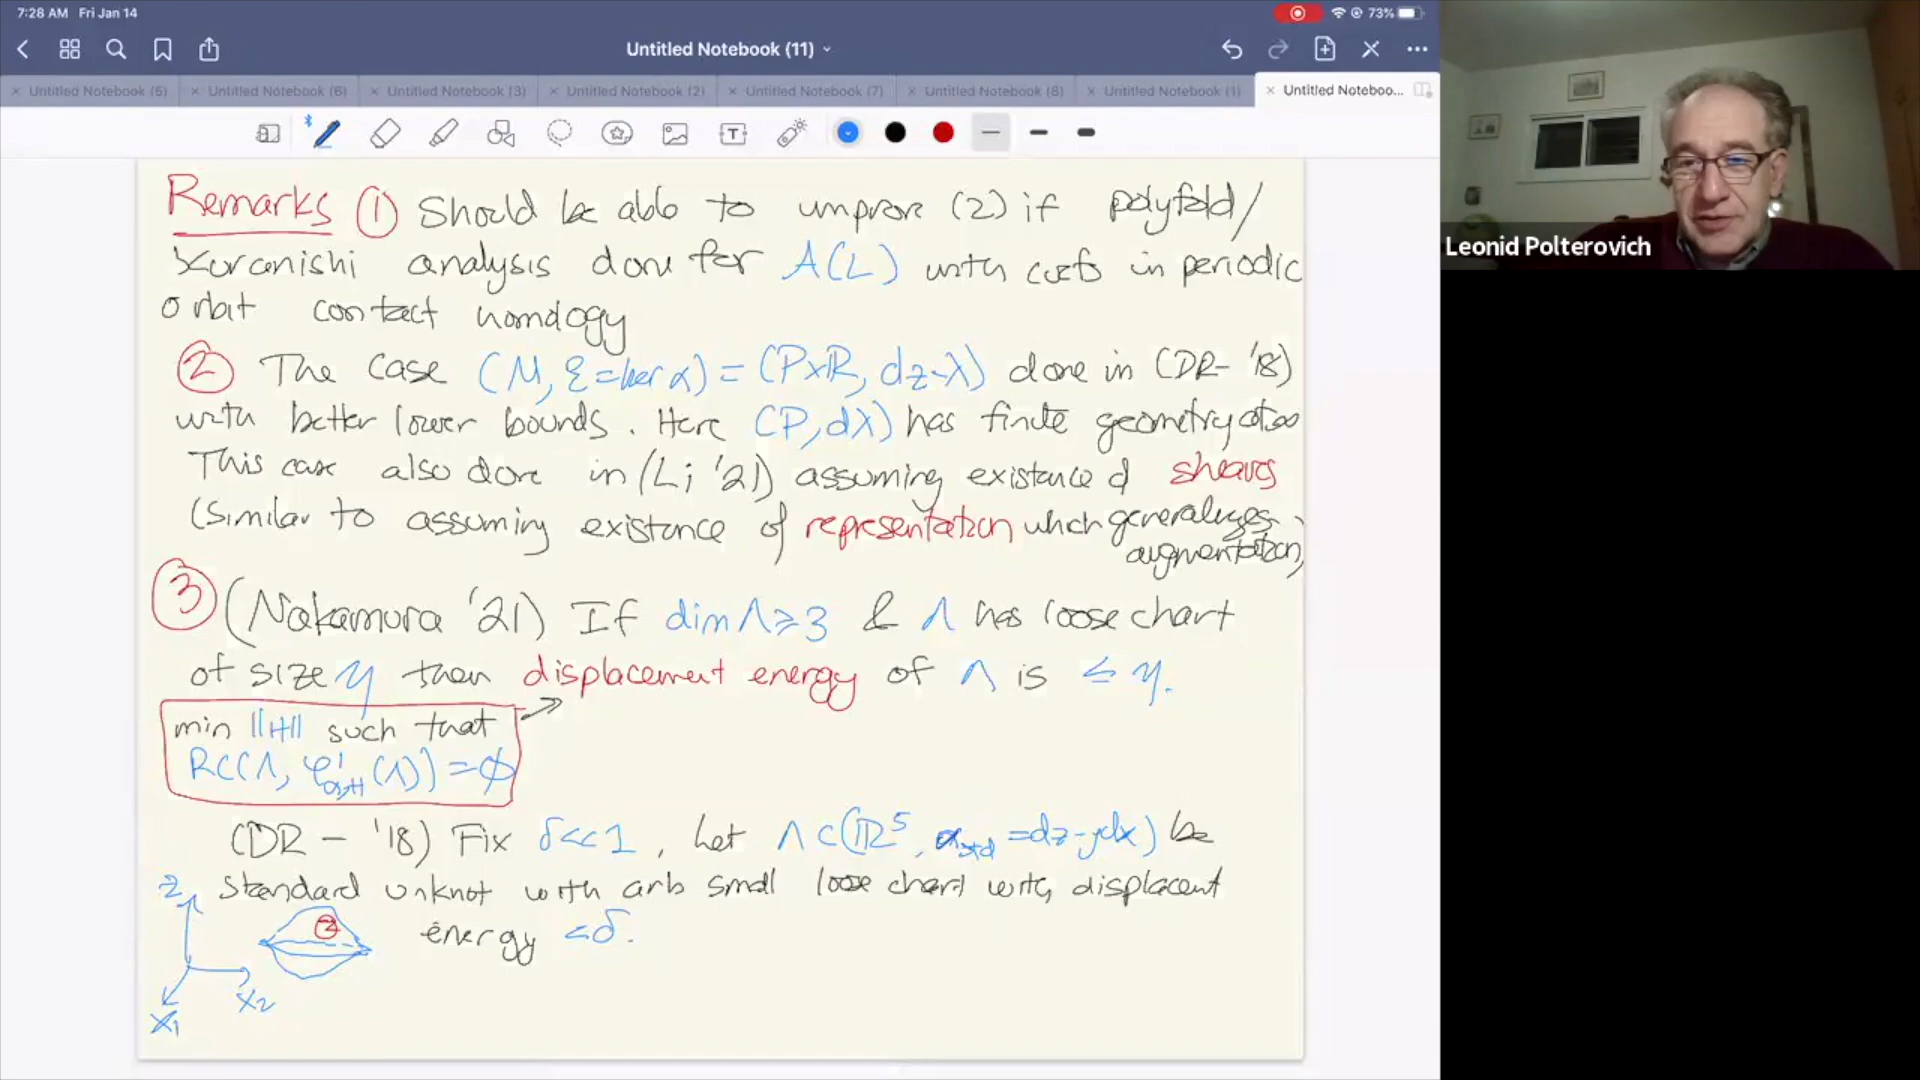 7:28 AM Fri Jan 14
73%
Untitled Notebook (11)
Untitled Notebook (5)
Untitled Notebook (6)
Untitled Notebook (3)
Untitled Notebook (2)
Untitled Notebook (7)
Untitled Notebook (8)
Untitled Notebook (1)
Untitled Noteboo...
Leonid Polterovich
Remarks ① Should be able to improve (2) if polyfold/
Kuranishi analysis done for A(L) with coefs in periodic
orbit contact homology
② The case (M, ξ=ker α) = (P×R, dz-λ) done in (DR- '18)
with better lower bounds. Here (P, dλ) has finite geometry at ∞
This case also done in (Li '21) assuming existance of sheaves
(Similar to assuming existence of representation which generalizes
augmentation)
③ (Nakamura '21) If dim Λ ≥ 3 & Λ has loose chart
of size η then displacement energy of Λ is ≤ η.
min ||H|| such that
RC(Λ, φ¹α,H(Λ)) = ∅
(DR - '18) Fix δ<<1, Let Λ ⊂ (R⁵, αstd = dz-ydx) be
Z Standard unknot with arb small loose chart with displacent
energy <δ.
X2
X1